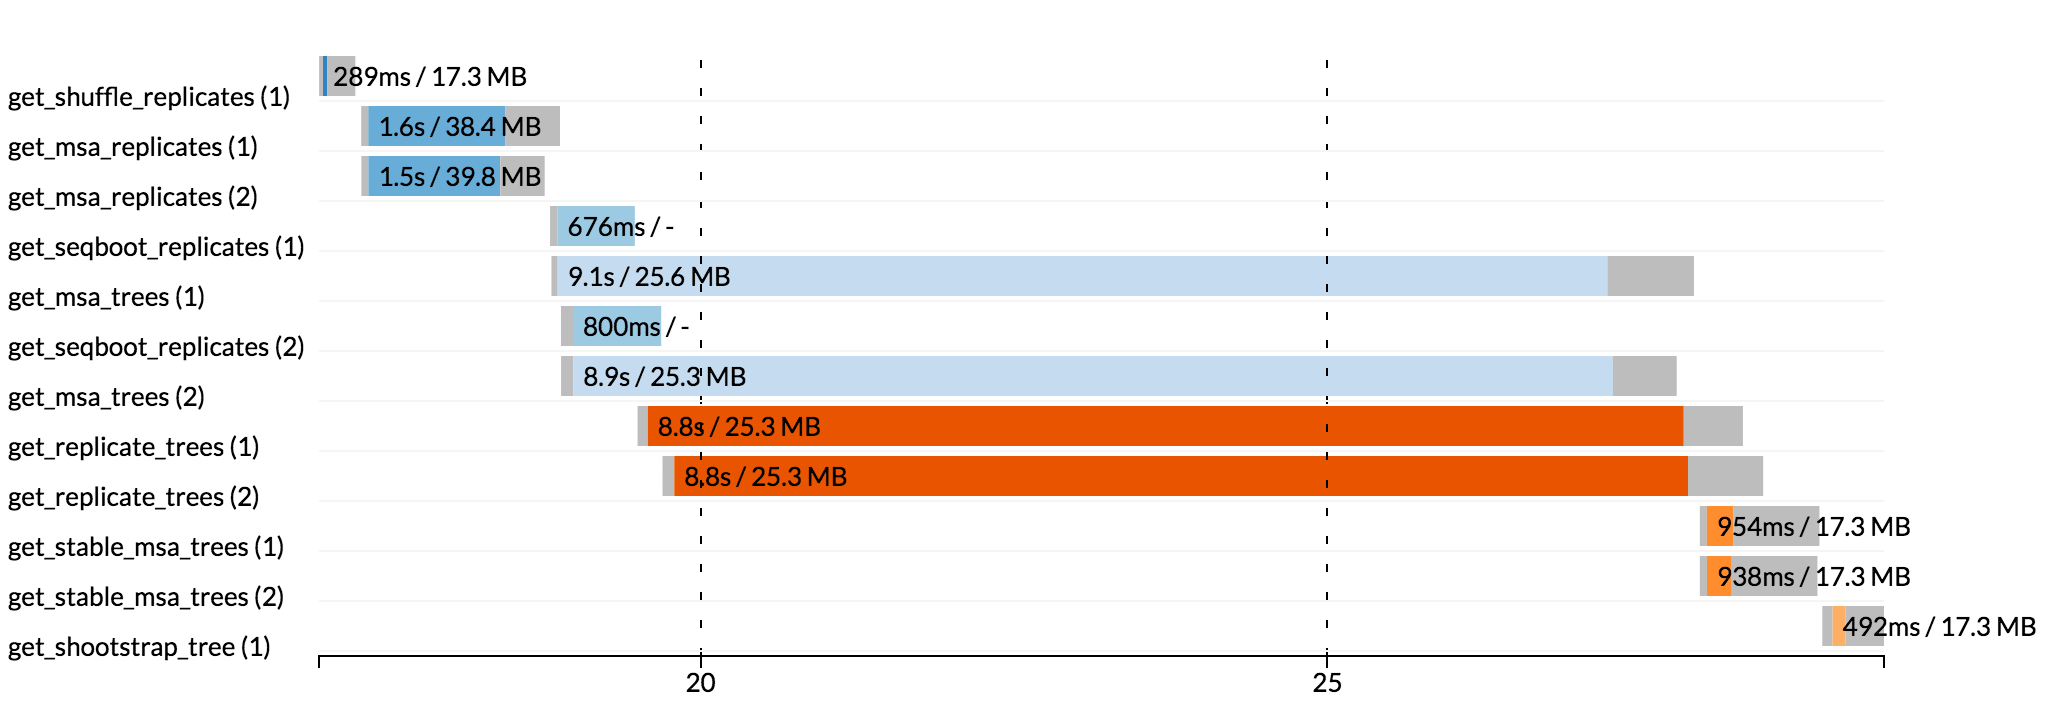 289ms / 17.3 MB
get_shuffle_replicates (1)
1.6s / 38.4 MB
get_msa_replicates (1)
1.5s / 39.8 MB
get_msa_replicates (2)
676ms / -
get_seqboot_replicates (1)
9.1s / 25.6 MB
get_msa_trees (1)
800ms / -
get_seqboot_replicates (2)
8.9s / 25.3 MB
get_msa_trees (2)
8.8s / 25.3 MB
get_replicate_trees (1)
8.8s / 25.3 MB
get_replicate_trees (2)
954ms / 17.3 MB
get_stable_msa_trees (1)
938ms / 17.3 MB
get_stable_msa_trees (2)
492ms / 17.3 MB
get_shootstrap_tree (1)
20 25